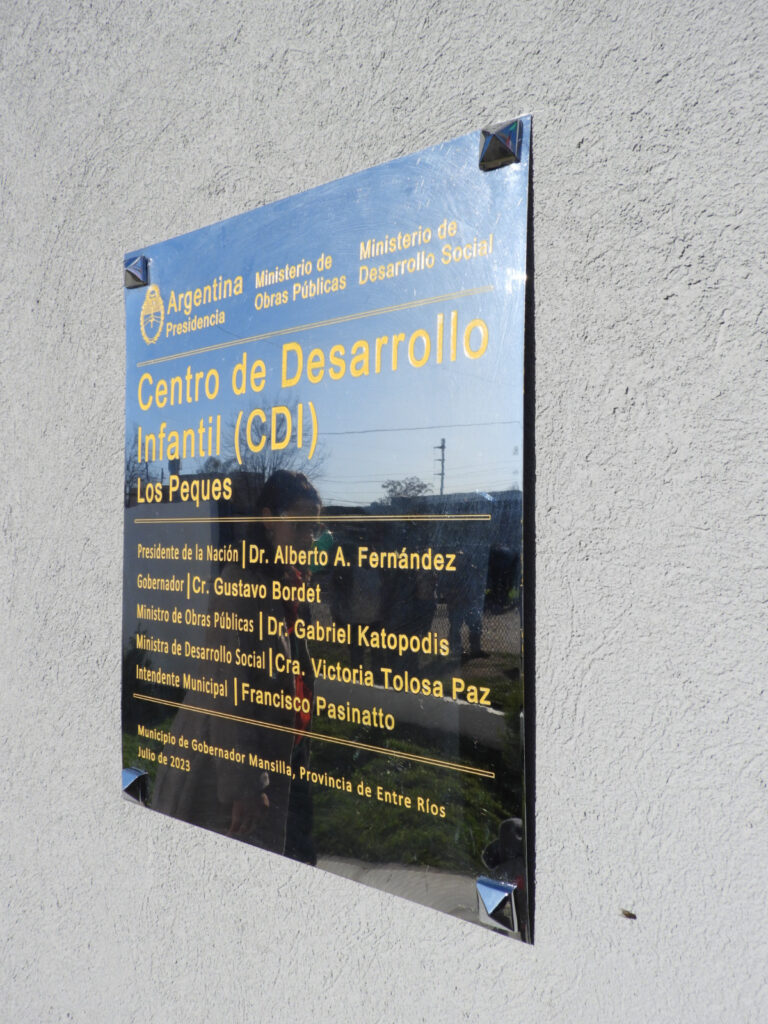 Argentina
Presidencia
Ministerio de
Obras Públicas
Ministerio de
Desarrollo Social
Centro de Desarrollo
Infantil (CDI)
Los Peques
Presidente de la Nación | Dr. Alberto A. Fernández
Gobernador | Cr. Gustavo Bordet
Ministro de Obras Públicas | Dr. Gabriel Katopodis
Ministra de Desarrollo Social | Cra. Victoria Tolosa Paz
Intendente Municipal | Francisco Pasinatto
Municipio de Gobernador Mansilla, Provincia de Entre Ríos
Julio de 2023